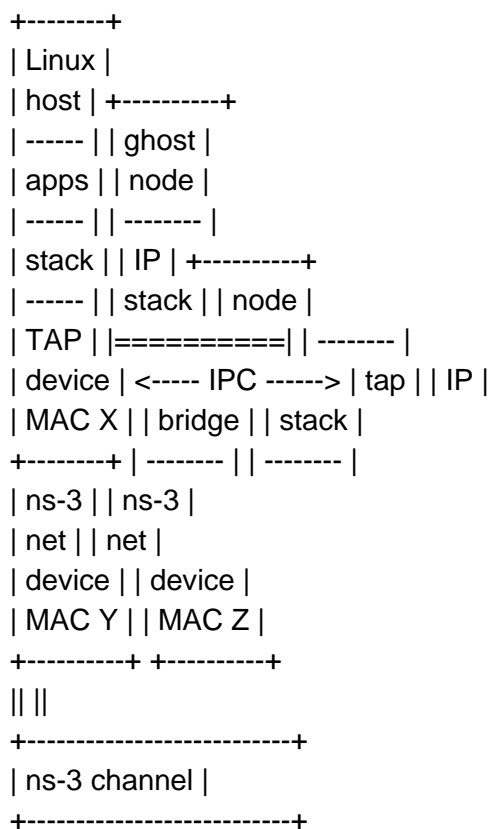 +--------+
| Linux |
| host | +----------+
| ------ | | ghost |
| apps | | node |
| ------ | | -------- |
| stack | | IP | +----------+
| ------ | | stack | | node |
| TAP | |==========| | -------- |
| device | <----- IPC ------> | tap | | IP |
| MAC X | | bridge | | stack |
+--------+ | -------- | | -------- |
| ns-3 | | ns-3 |
| net | | net |
| device | | device |
| MAC Y | | MAC Z |
+----------+ +----------+
|| ||
+---------------------------+
| ns-3 channel |
+---------------------------+